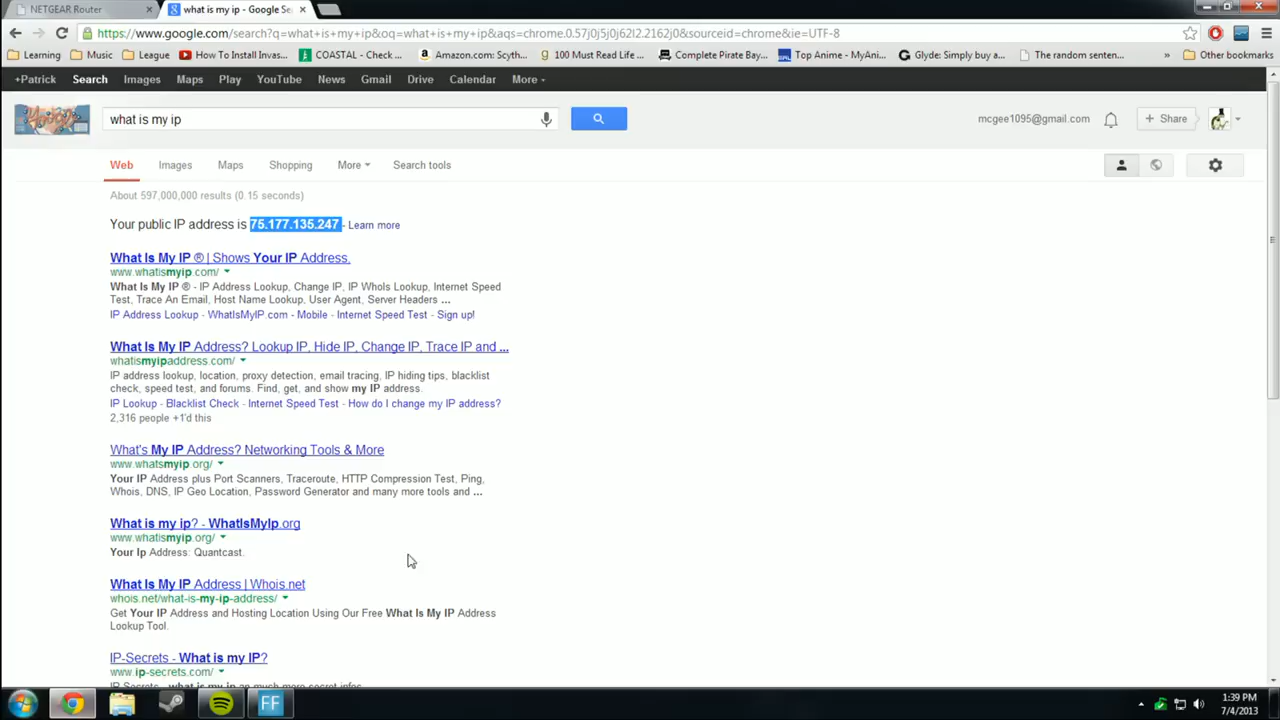 NETGEAR Router
what is my ip - Google Se
https://www.google.com/search?q=what+is+my+ip&oq=what+is+my+ip&aqs=chrome.0.57j0j5j0j62l2.2162j0&sourceid=chrome&ie=UTF-8
Learning Music League How To Install Invas... COASTAL - Check ... Amazon.com: Scyth... 100 Must Read Life... Complete Pirate Bay... Top Anime - MyAni... Glyde: Simply buy a... The random senten... » Other bookmarks
+Patrick Search Images Maps Play YouTube News Gmail Drive Calendar More
what is my ip
mcgee1095@gmail.com
+ Share
Web Images Maps Shopping More Search tools
About 597,000,000 results (0.15 seconds)
Your public IP address is 75.177.135.247 - Learn more
What Is My IP ® | Shows Your IP Address.
www.whatismyip.com/
What Is My IP ® - IP Address Lookup, Change IP, IP WhoIs Lookup, Internet Speed
Test, Trace An Email, Host Name Lookup, User Agent, Server Headers ...
IP Address Lookup - WhatIsMyIP.com - Mobile - Internet Speed Test - Sign up!
What Is My IP Address? Lookup IP, Hide IP, Change IP, Trace IP and ...
whatismyipaddress.com/
IP address lookup, location, proxy detection, email tracing, IP hiding tips, blacklist
check, speed test, and forums. Find, get, and show my IP address.
IP Lookup - Blacklist Check - Internet Speed Test - How do I change my IP address?
2,316 people +1'd this
What's My IP Address? Networking Tools & More
www.whatsmyip.org/
Your IP Address plus Port Scanners, Traceroute, HTTP Compression Test, Ping,
Whois, DNS, IP Geo Location, Password Generator and many more tools and ...
What is my ip? - WhatIsMyIp.org
www.whatismyip.org/
Your Ip Address: Quantcast.
What Is My IP Address | Whois.net
whois.net/what-is-my-ip-address/
Get Your IP Address and Hosting Location Using Our Free What Is My IP Address
Lookup Tool.
IP-Secrets - What is my IP?
www.ip-secrets.com/
IP Secrets - what is my ip an much more secret infos
FF
1:39 PM
7/4/2013